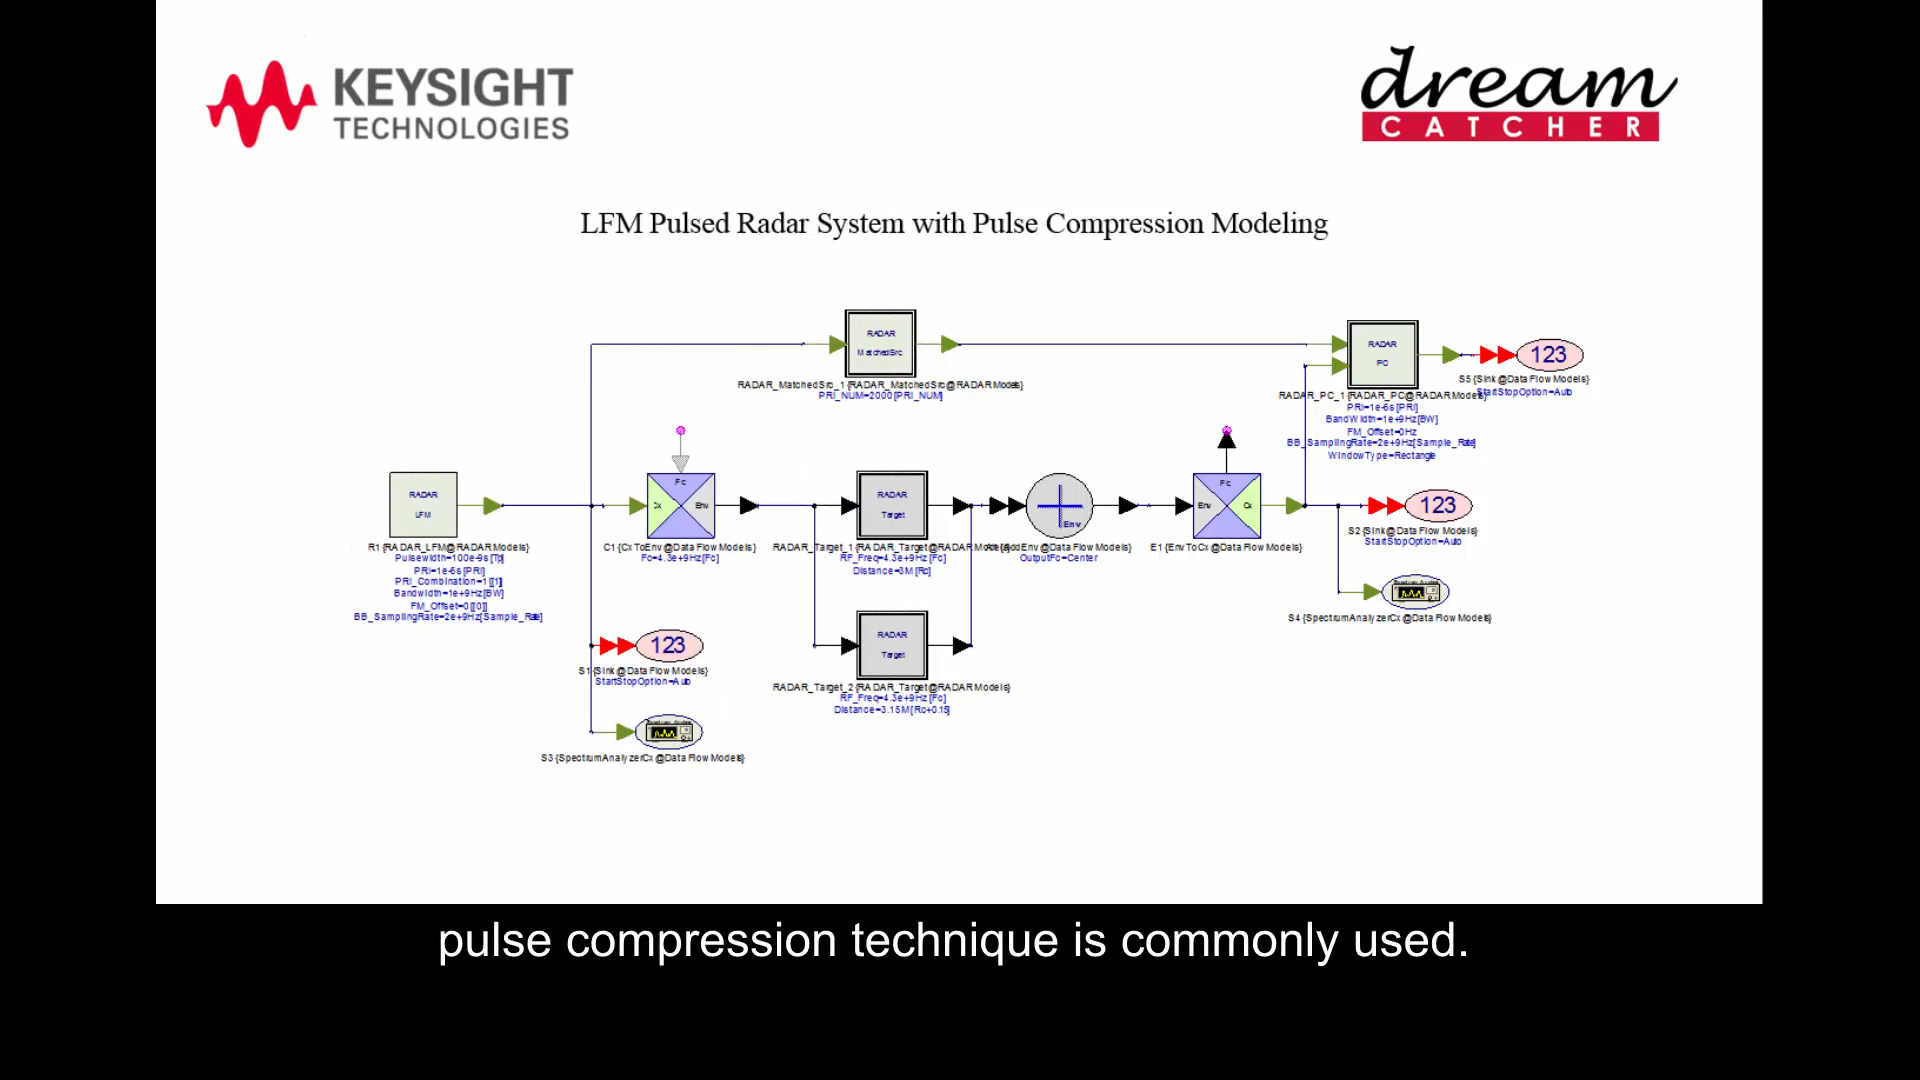 KEYSIGHT
TECHNOLOGIES
dream
CATCHER
LFM Pulsed Radar System with Pulse Compression Modeling
RADAR
MatchedSrc
RADAR_MatchedSrc_1 {RADAR_MatchedSrc@RADAR Models}
PRI_NUM=2000 [PRI_NUM]
RADAR
PC
123
S5 {Sink@Data Flow Models}
StartStopOption=Auto
RADAR_PC_1 {RADAR_PC@RADAR Models}
PRI=1e-6s [PRI]
BandWidth=1e+9Hz [BW]
FM_Offset=0Hz
BB_SamplingRate=2e+9Hz [Sample_Rate]
WindowType=Rectangle
RADAR
LFM
R1 {RADAR_LFM@RADAR Models}
Pulsewidth=100e-9s [Tp]
PRI=1e-6s [PRI]
PRI_Combination=1 [[1]]
Bandwidth=1e+9Hz [BW]
FM_Offset=0 [[0]]
BB_SamplingRate=2e+9Hz [Sample_Rate]
Fc
Cx
Env
C1 {CxToEnv@Data Flow Models}
Fc=4.3e+9Hz [Fc]
RADAR
Target
RADAR_Target_1 {RADAR_Target@RADAR Models}
RF_Freq=4.3e+9Hz [Fc]
Distance=3M [Rc]
Env
{AddEnv@Data Flow Models}
OutputFc=Center
Fc
Env
Cx
E1 {EnvToCx@Data Flow Models}
123
S2 {Sink@Data Flow Models}
StartStopOption=Auto
S4 {SpectrumAnalyzerCx@Data Flow Models}
123
S1 {Sink@Data Flow Models}
StartStopOption=Auto
RADAR
Target
RADAR_Target_2 {RADAR_Target@RADAR Models}
RF_Freq=4.3e+9Hz [Fc]
Distance=3.15M [Rc+0.15]
S3 {SpectrumAnalyzerCx@Data Flow Models}
pulse compression technique is commonly used.